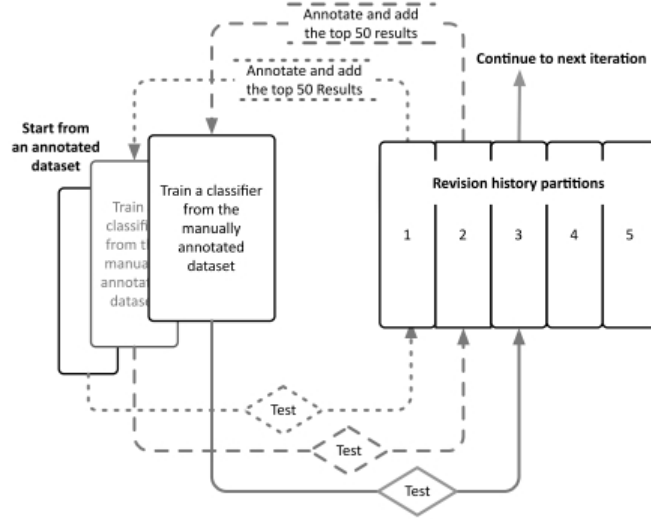 Annotate and add
the top 50 results
Annotate and add
the top 50 Results
Continue to next iteration
Start from
an annotated
dataset
Train a classifier
from the
manually
annotated
dataset
Train
classi
from t
manua
annota
datase
Revision history partitions
1 2 3 4 5
Test
Test
Test